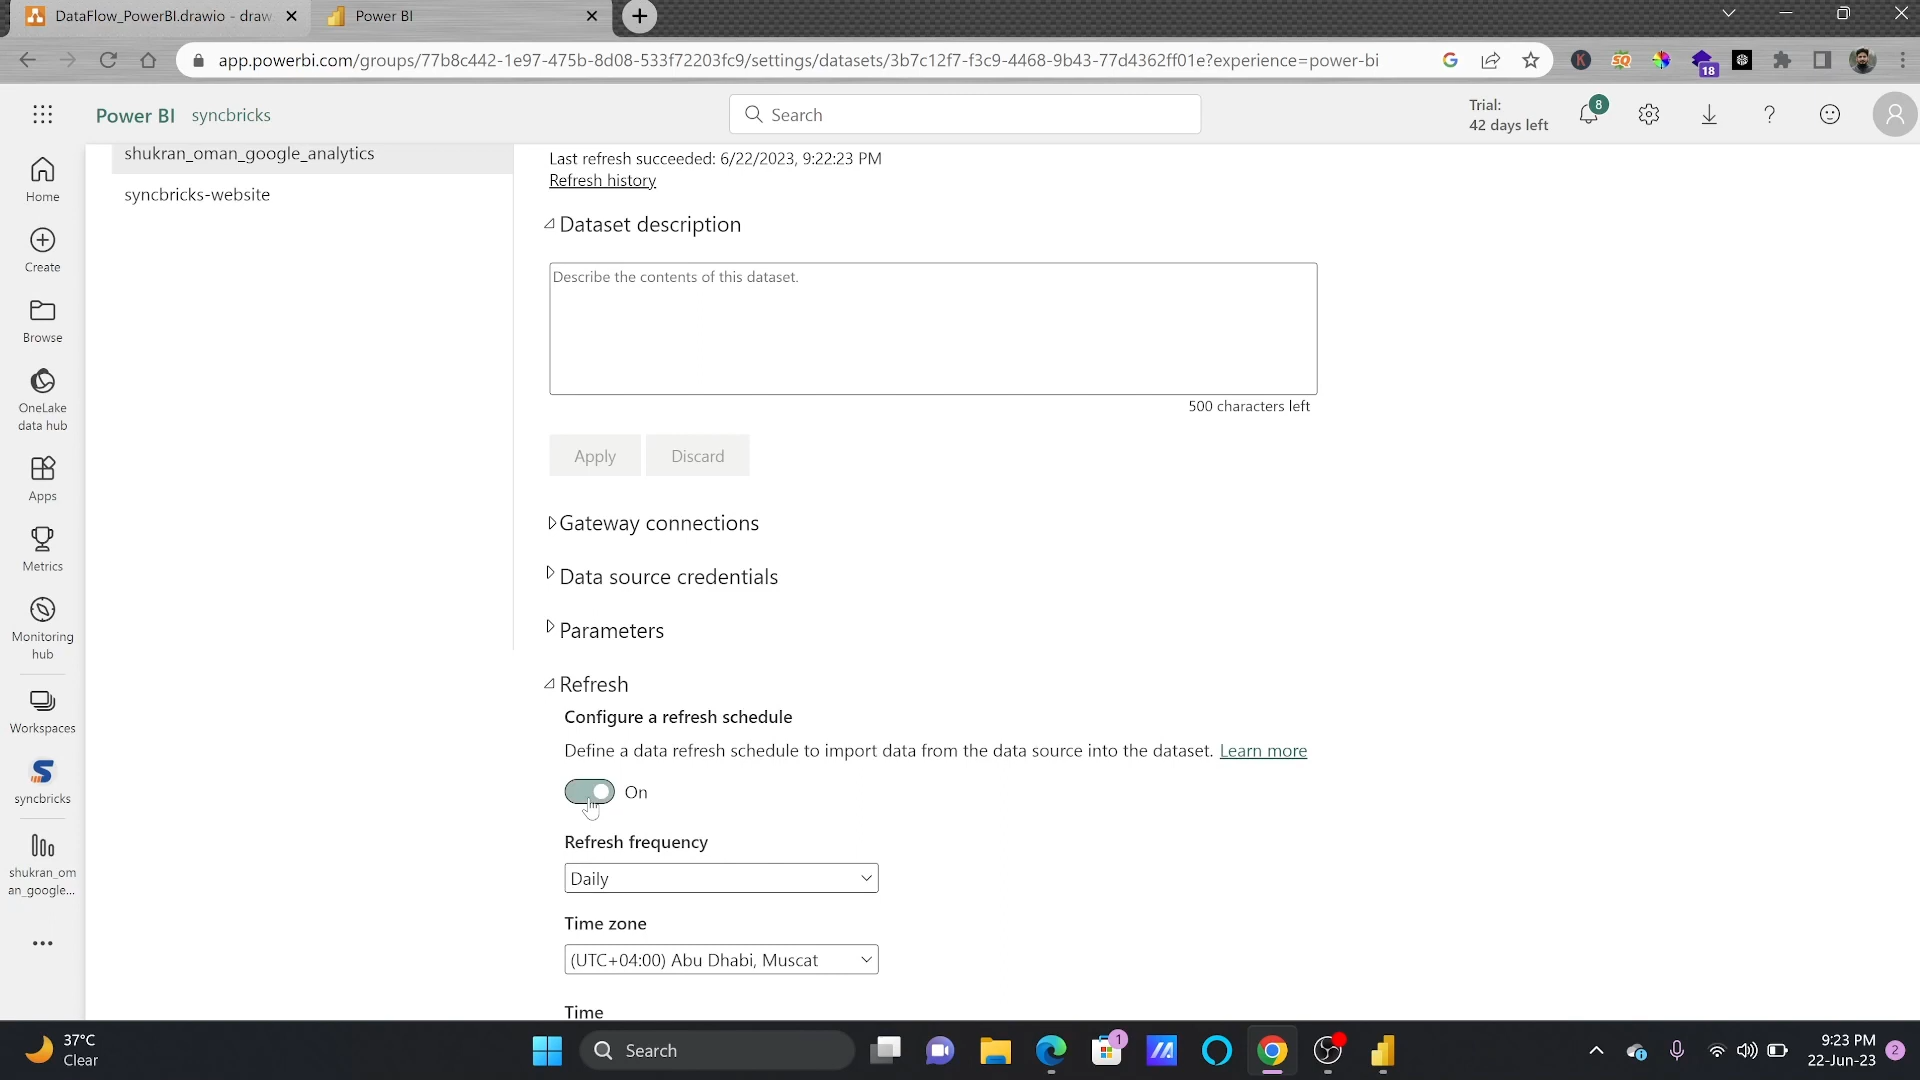 DataFlow_PowerBI.drawio - draw
Power BI
app.powerbi.com/groups/77b8c442-1e97-475b-8d08-533f72203fc9/settings/datasets/3b7c12f7-f3c9-4468-9b43-77d4362ff01e?experience=power-bi
18
Power BI syncbricks
Search
Trial:
42 days left
8
Home
Create
Browse
OneLake
data hub
Apps
Metrics
Monitoring
hub
Workspaces
syncbricks
shukran_om
an_google...
shukran_oman_google_analytics
syncbricks-website
Last refresh succeeded: 6/22/2023, 9:22:23 PM
Refresh history
Dataset description
Describe the contents of this dataset.
500 characters left
Apply
Discard
Gateway connections
Data source credentials
Parameters
Refresh
Configure a refresh schedule
Define a data refresh schedule to import data from the data source into the dataset. Learn more
On
Refresh frequency
Daily
Time zone
(UTC+04:00) Abu Dhabi, Muscat
Time
37°C
Clear
Search
1
9:23 PM
22-Jun-23
2